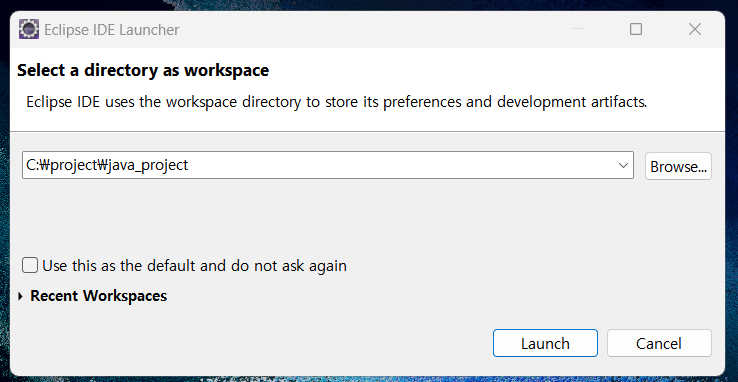 Eclipse IDE Launcher
Select a directory as workspace
Eclipse IDE uses the workspace directory to store its preferences and development artifacts.
C:₩project₩java_project
Browse...
Use this as the default and do not ask again
Recent Workspaces
Launch
Cancel